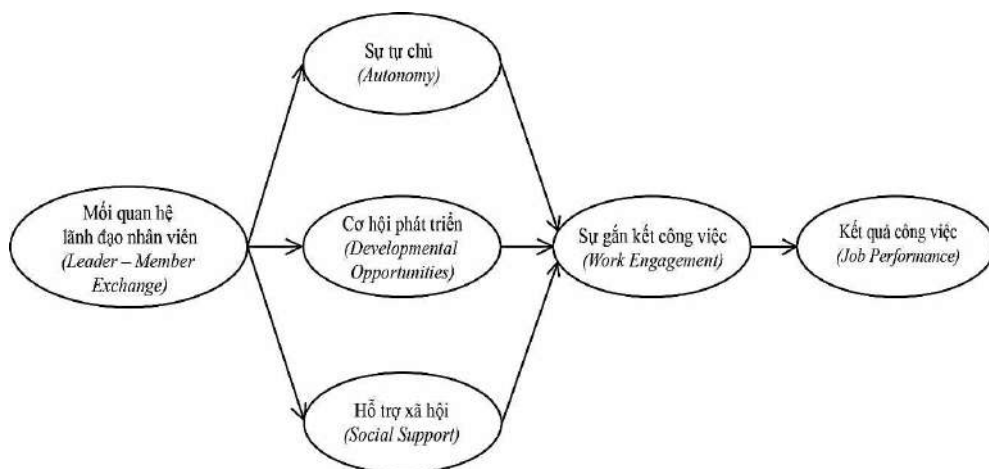 Sự tự chủ
(Autonomy)
Mối quan hệ
lãnh đạo nhân viên
(Leader – Member
Exchange)
Cơ hội phát triển
(Developmental
Opportunities)
Sự gắn kết công việc
(Work Engagement)
Kết quả công việc
(Job Performance)
Hỗ trợ xã hội
(Social Support)